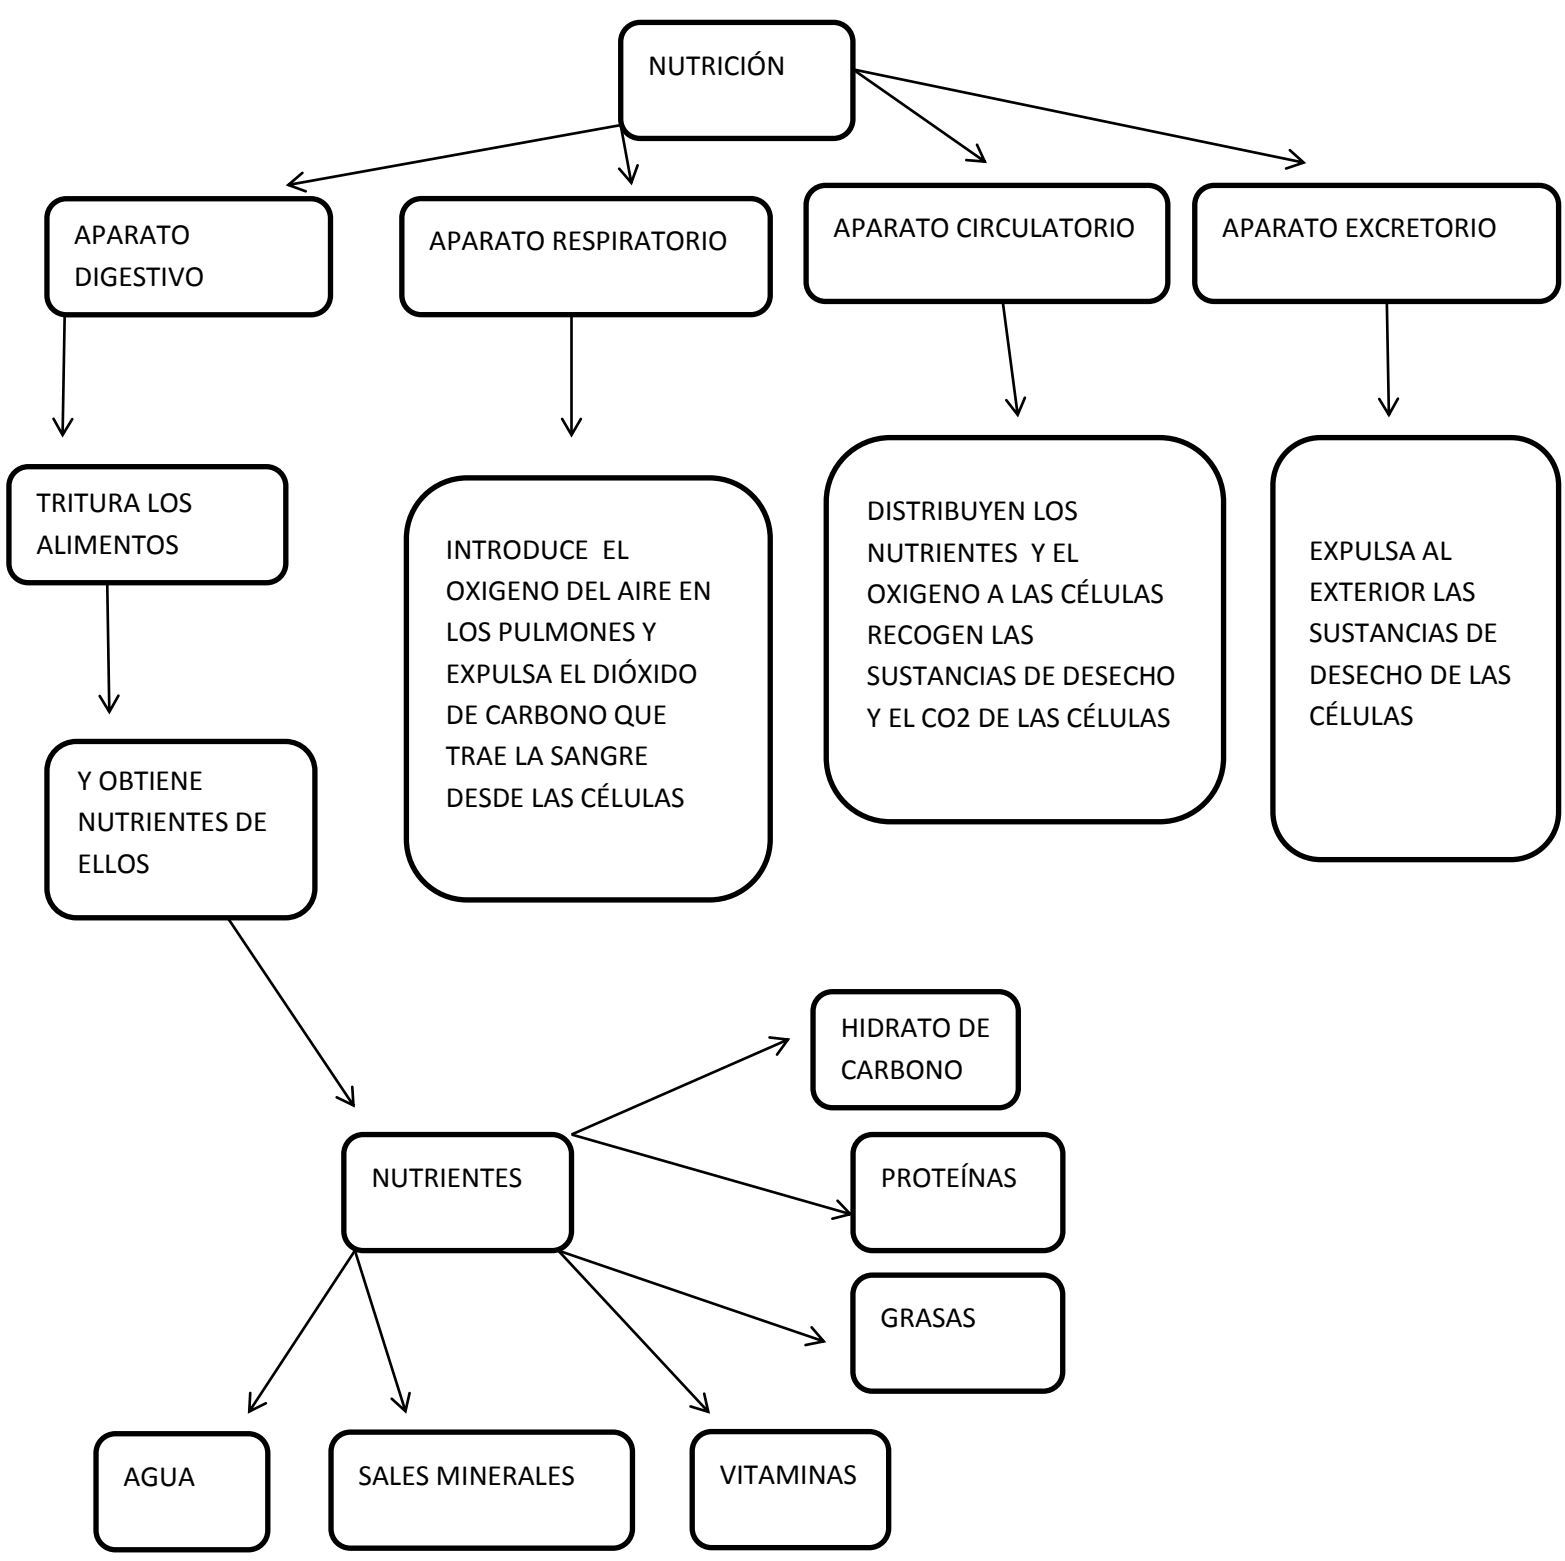 NUTRICIÓN
APARATO
DIGESTIVO
APARATO RESPIRATORIO
APARATO CIRCULATORIO
APARATO EXCRETORIO
TRITURA LOS
ALIMENTOS
INTRODUCE  EL
OXIGENO DEL AIRE EN
LOS PULMONES Y
EXPULSA EL DIÓXIDO
DE CARBONO QUE
TRAE LA SANGRE
DESDE LAS CÉLULAS
DISTRIBUYEN LOS
NUTRIENTES  Y EL
OXIGENO A LAS CÉLULAS
RECOGEN LAS
SUSTANCIAS DE DESECHO
Y EL CO2 DE LAS CÉLULAS
EXPULSA AL
EXTERIOR LAS
SUSTANCIAS DE
DESECHO DE LAS
CÉLULAS
Y OBTIENE
NUTRIENTES DE
ELLOS
HIDRATO DE
CARBONO
NUTRIENTES
PROTEÍNAS
GRASAS
AGUA
SALES MINERALES
VITAMINAS